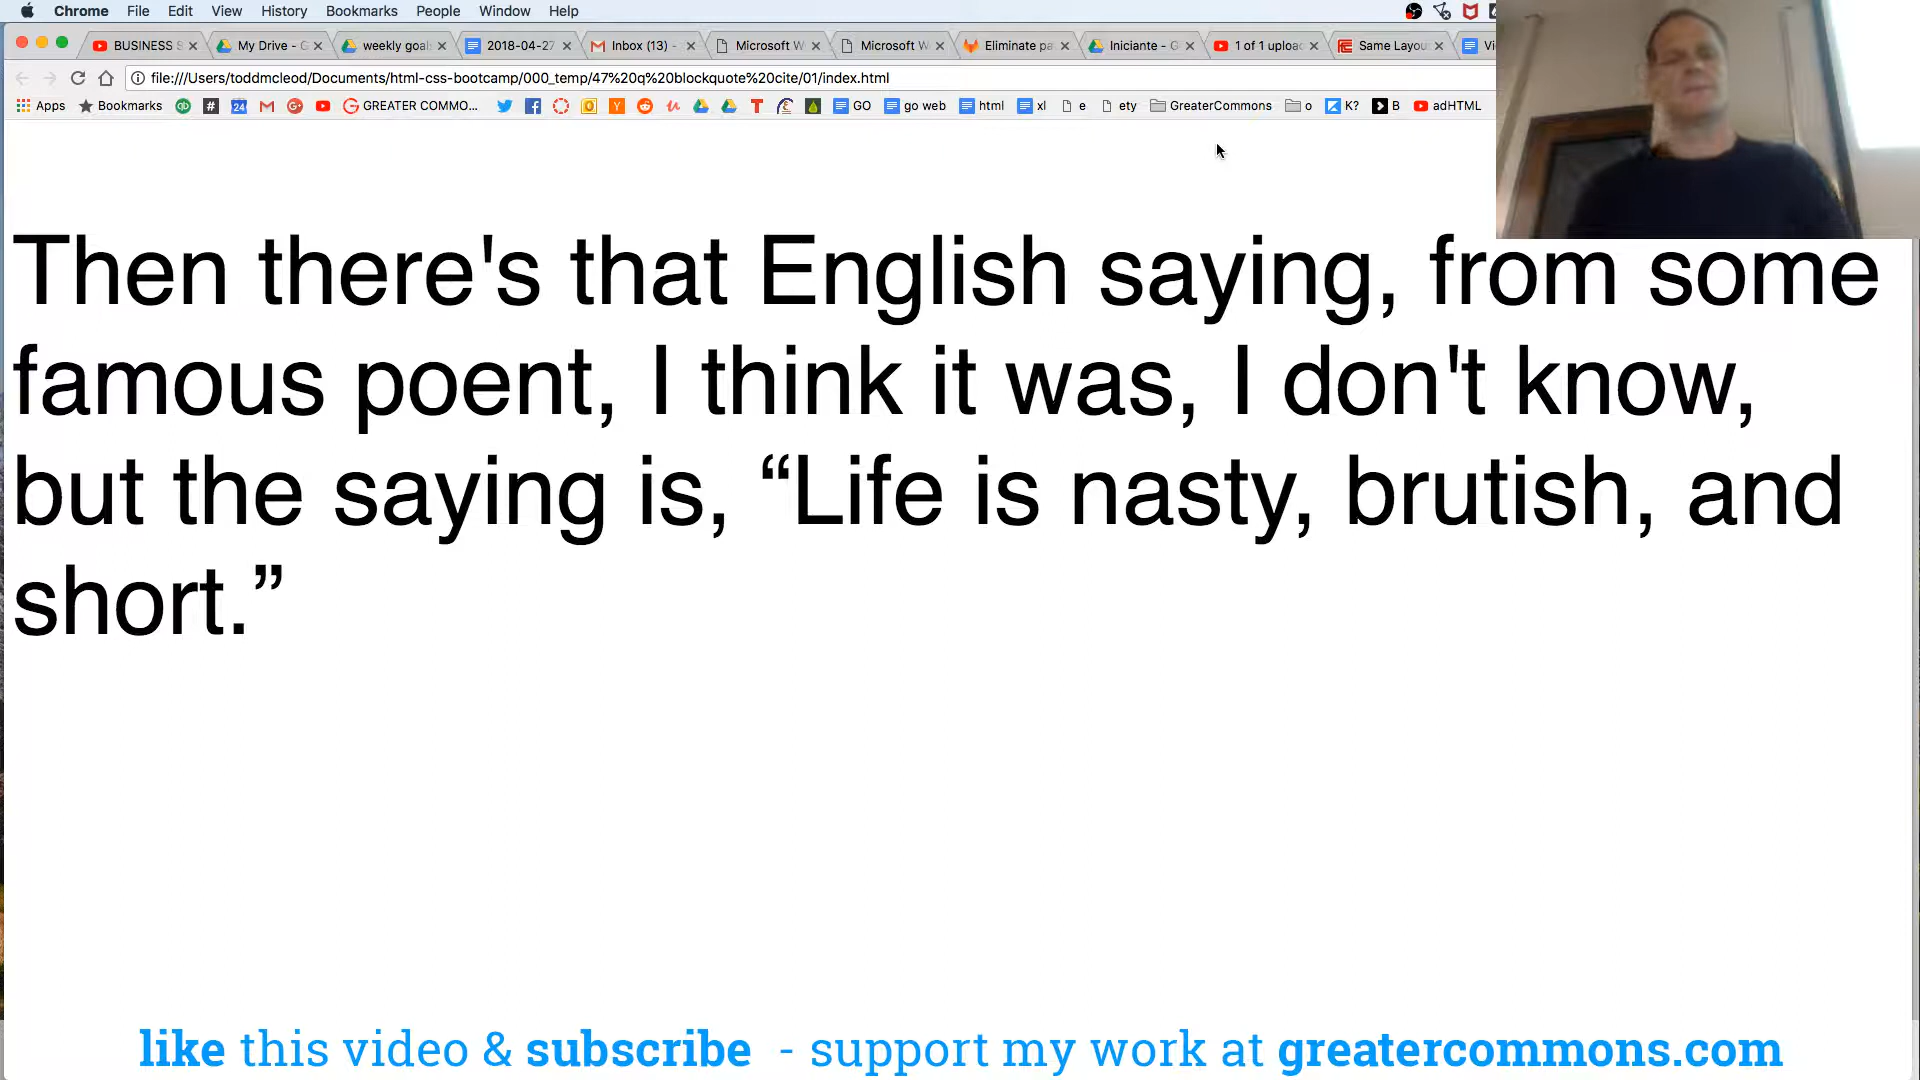 Chrome File Edit View History Bookmarks People Window Help
BUSINESS S My Drive - G weekly goal 2018-04-27 Inbox (13) - Microsoft W Microsoft W Eliminate pa Iniciante - G 1 of 1 upload Same Layou Vi
file:///Users/toddmcleod/Documents/html-css-bootcamp/000_temp/47%20q%20blockquote%20cite/01/index.html
Apps Bookmarks # 24 GREATER COMMO... GO go web html xl e ety GreaterCommons o K? B adHTML
Then there's that English saying, from some
famous poent, I think it was, I don't know,
but the saying is, “Life is nasty, brutish, and
short.”
like this video & subscribe - support my work at greatercommons.com